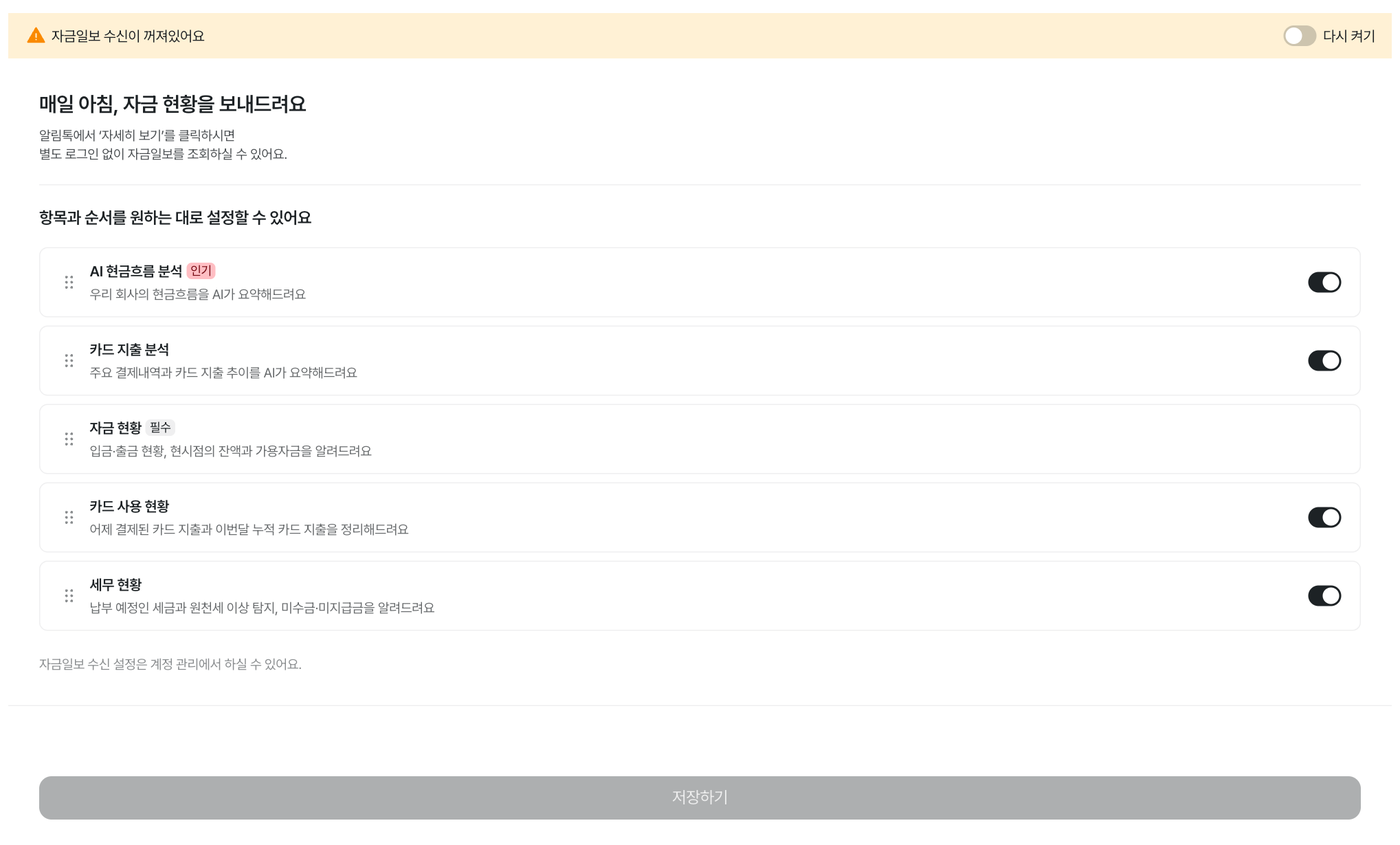 자금일보 수신이 꺼져있어요
다시 켜기
매일 아침, 자금 현황을 보내드려요
알림톡에서 ‘자세히 보기’를 클릭하시면
별도 로그인 없이 자금일보를 조회하실 수 있어요.
항목과 순서를 원하는 대로 설정할 수 있어요
AI 현금흐름 분석 인기
우리 회사의 현금흐름을 AI가 요약해드려요
카드 지출 분석
주요 결제내역과 카드 지출 추이를 AI가 요약해드려요
자금 현황 필수
입금·출금 현황, 현시점의 잔액과 가용자금을 알려드려요
카드 사용 현황
어제 결제된 카드 지출과 이번달 누적 카드 지출을 정리해드려요
세무 현황
납부 예정인 세금과 원천세 이상 탐지, 미수금·미지급금을 알려드려요
자금일보 수신 설정은 계정 관리에서 하실 수 있어요.
저장하기